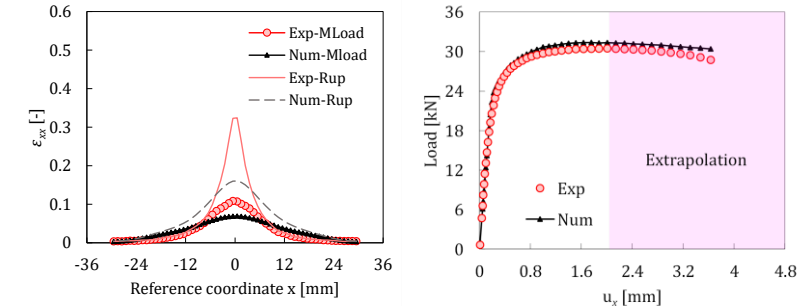 0.6
0.5
0.4
0.3
0.2
0.1
0
εxx [-]
Exp-MLoad
Num-Mload
Exp-Rup
Num-Rup
-36 -24 -12 0 12 24 36
Reference coordinate x [mm]
36
30
24
18
12
6
0
Load [kN]
Extrapolation
Exp
Num
0 0.8 1.6 2.4 3.2 4 4.8
ux [mm]